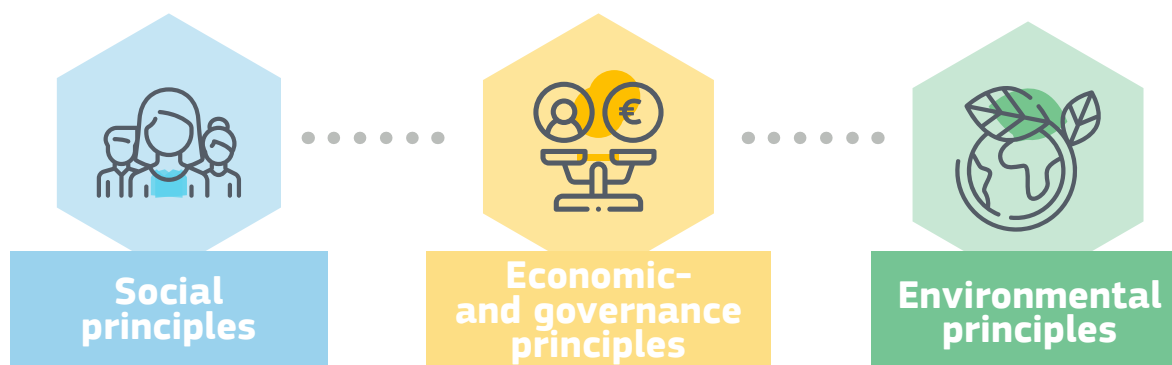 €
Social
principles
Economic-
and governance
principles
Environmental
principles